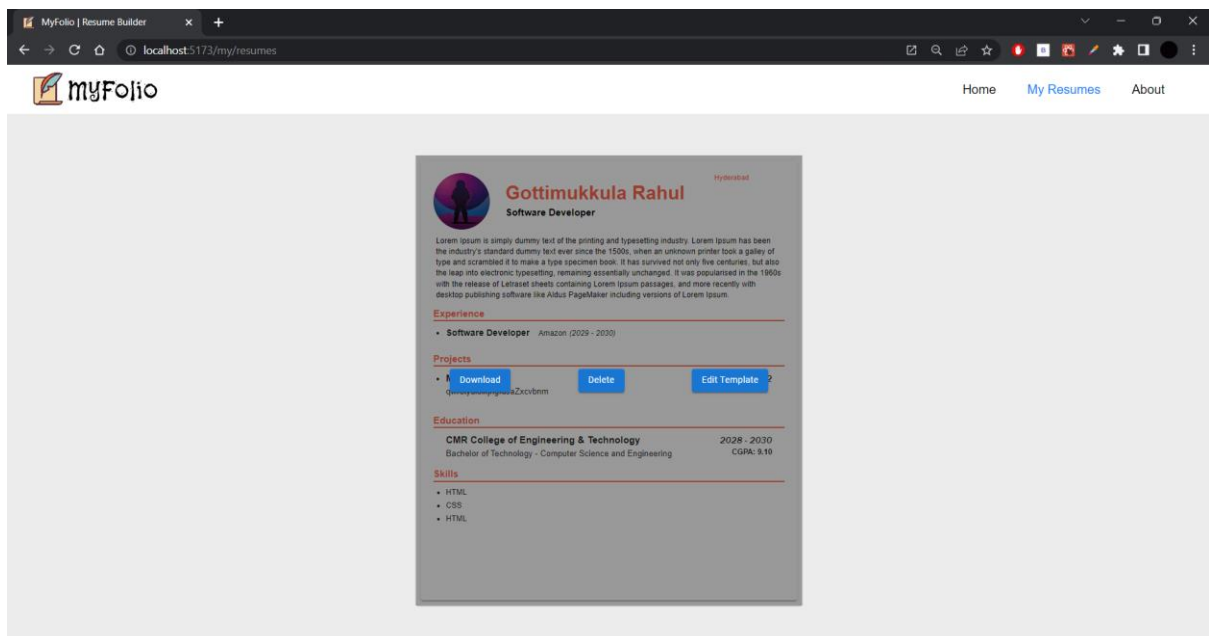 MyFolio | Resume Builder
localhost:5173/my/resumes
MyFolio
Home My Resumes About
Gottimukkula Rahul
Hyderabad
Software Developer
Lorem Ipsum is simply dummy text of the printing and typesetting industry. Lorem Ipsum has been
the industry's standard dummy text ever since the 1500s, when an unknown printer took a galley of
type and scrambled it to make a type specimen book. It has survived not only five centuries, but also
the leap into electronic typesetting, remaining essentially unchanged. It was popularised in the 1960s
with the release of Letraset sheets containing Lorem Ipsum passages, and more recently with
desktop publishing software like Aldus PageMaker including versions of Lorem Ipsum.
Experience
• Software Developer Amazon (2029 - 2030)
Projects
Download Delete Edit Template
Education
CMR College of Engineering & Technology 2028 - 2030
Bachelor of Technology - Computer Science and Engineering CGPA: 9.10
Skills
• HTML
• CSS
• HTML